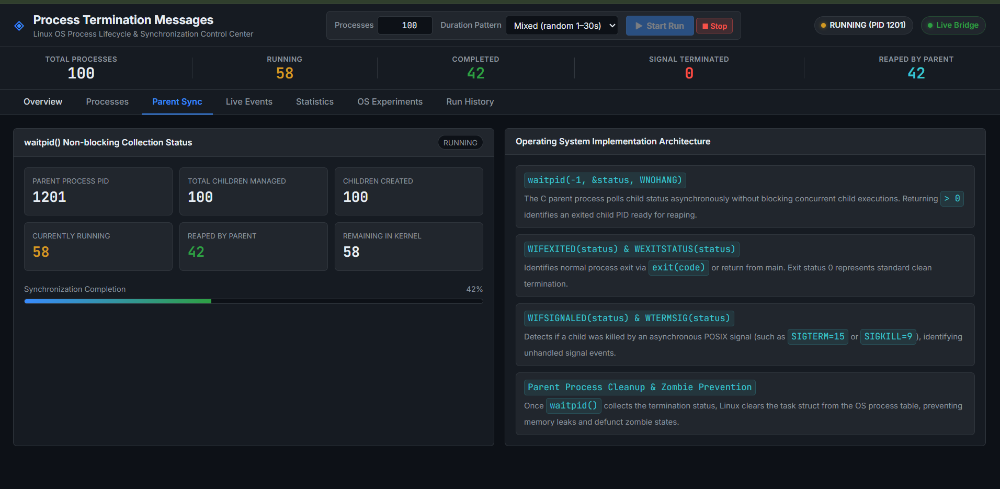 Process Termination Messages
Linux OS Process Lifecycle & Synchronization Control Center
Processes 100 Duration Pattern Mixed (random 1–30s) ▶ Start Run ■ Stop
RUNNING (PID 1201) Live Bridge
TOTAL PROCESSES
100
RUNNING
58
COMPLETED
42
SIGNAL TERMINATED
0
REAPED BY PARENT
42
Overview Processes Parent Sync Live Events Statistics OS Experiments Run History
waitpid() Non-blocking Collection Status RUNNING
PARENT PROCESS PID
1201
TOTAL CHILDREN MANAGED
100
CHILDREN CREATED
100
CURRENTLY RUNNING
58
REAPED BY PARENT
42
REMAINING IN KERNEL
58
Synchronization Completion 42%
Operating System Implementation Architecture
waitpid(-1, &status, WNOHANG)
The C parent process polls child status asynchronously without blocking concurrent child executions. Returning > 0
identifies an exited child PID ready for reaping.
WIFEXITED(status) & WEXITSTATUS(status)
Identifies normal process exit via exit(code) or return from main. Exit status 0 represents standard clean
termination.
WIFSIGNALED(status) & WTERMSIG(status)
Detects if a child was killed by an asynchronous POSIX signal (such as SIGTERM=15 or SIGKILL=9), identifying
unhandled signal events.
Parent Process Cleanup & Zombie Prevention
Once waitpid() collects the termination status, Linux clears the task struct from the OS process table, preventing
memory leaks and defunct zombie states.